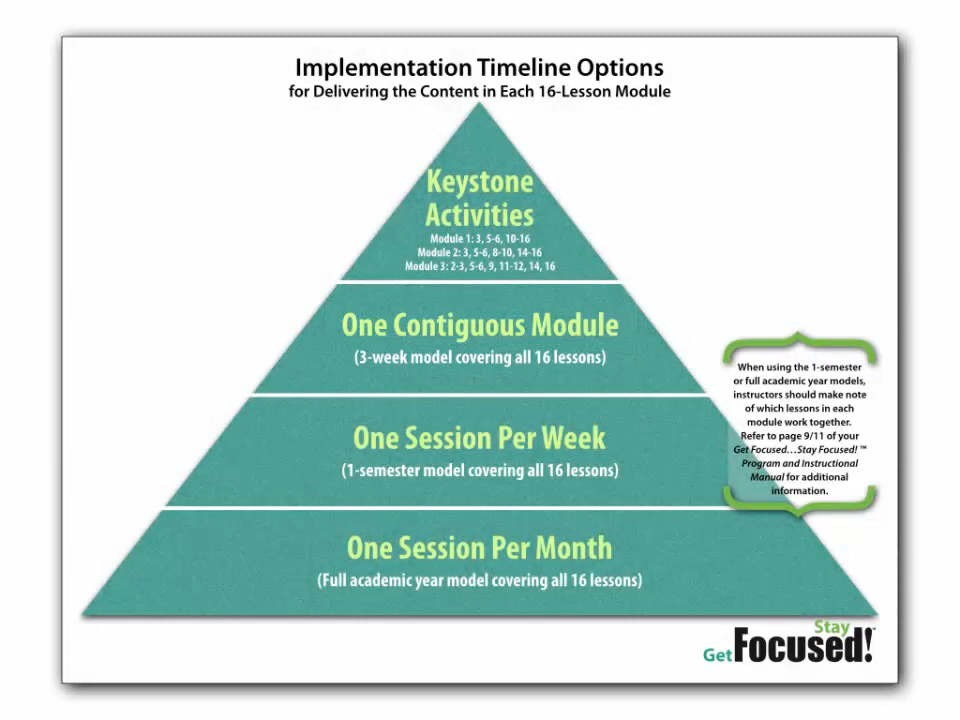 Implementation Timeline Options
for Delivering the Content in Each 16-Lesson Module
Keystone
Activities
Module 1: 3, 5-6, 10-16
Module 2: 3, 5-6, 8-10, 14-16
Module 3: 2-3, 5-6, 9, 11-12, 14, 16
One Contiguous Module
(3-week model covering all 16 lessons)
One Session Per Week
(1-semester model covering all 16 lessons)
One Session Per Month
(Full academic year model covering all 16 lessons)
When using the 1-semester
or full academic year models,
instructors should make note
of which lessons in each
module work together.
Refer to page 9/11 of your
Get Focused…Stay Focused! ™
Program and Instructional
Manual for additional
information.
Stay
Get Focused!™